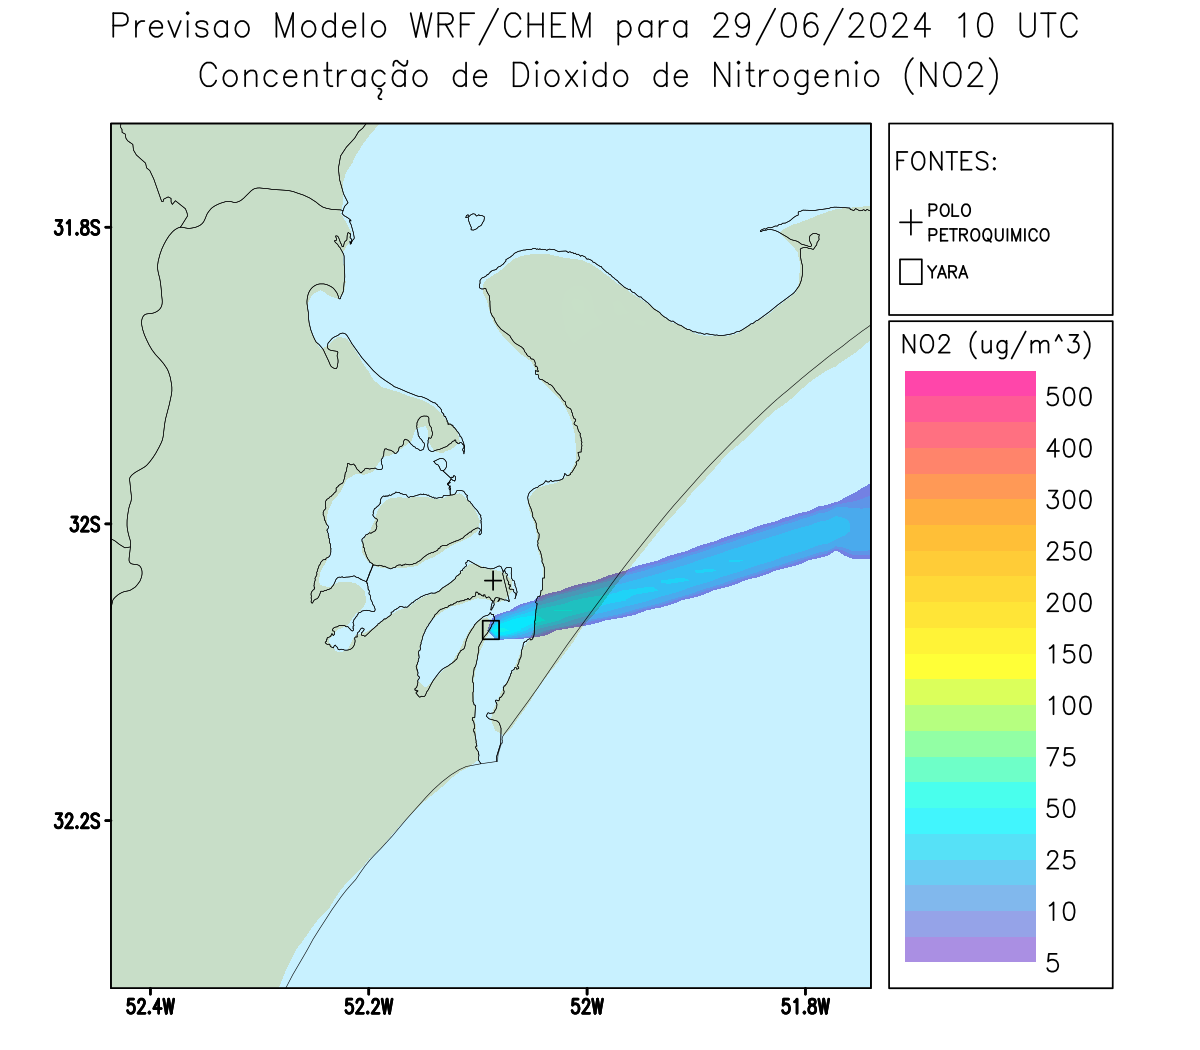 Previsao Modelo WRF/CHEM para 29/06/2024 10 UTC
Concentração de Dioxido de Nitrogenio (NO2)
FONTES:
POLO
PETROQUIMICO
YARA
NO2 (ug/m^3)
500
400
300
250
200
150
100
75
50
25
10
5
31.8S
32S
32.2S
52.4W
52.2W
52W
51.8W